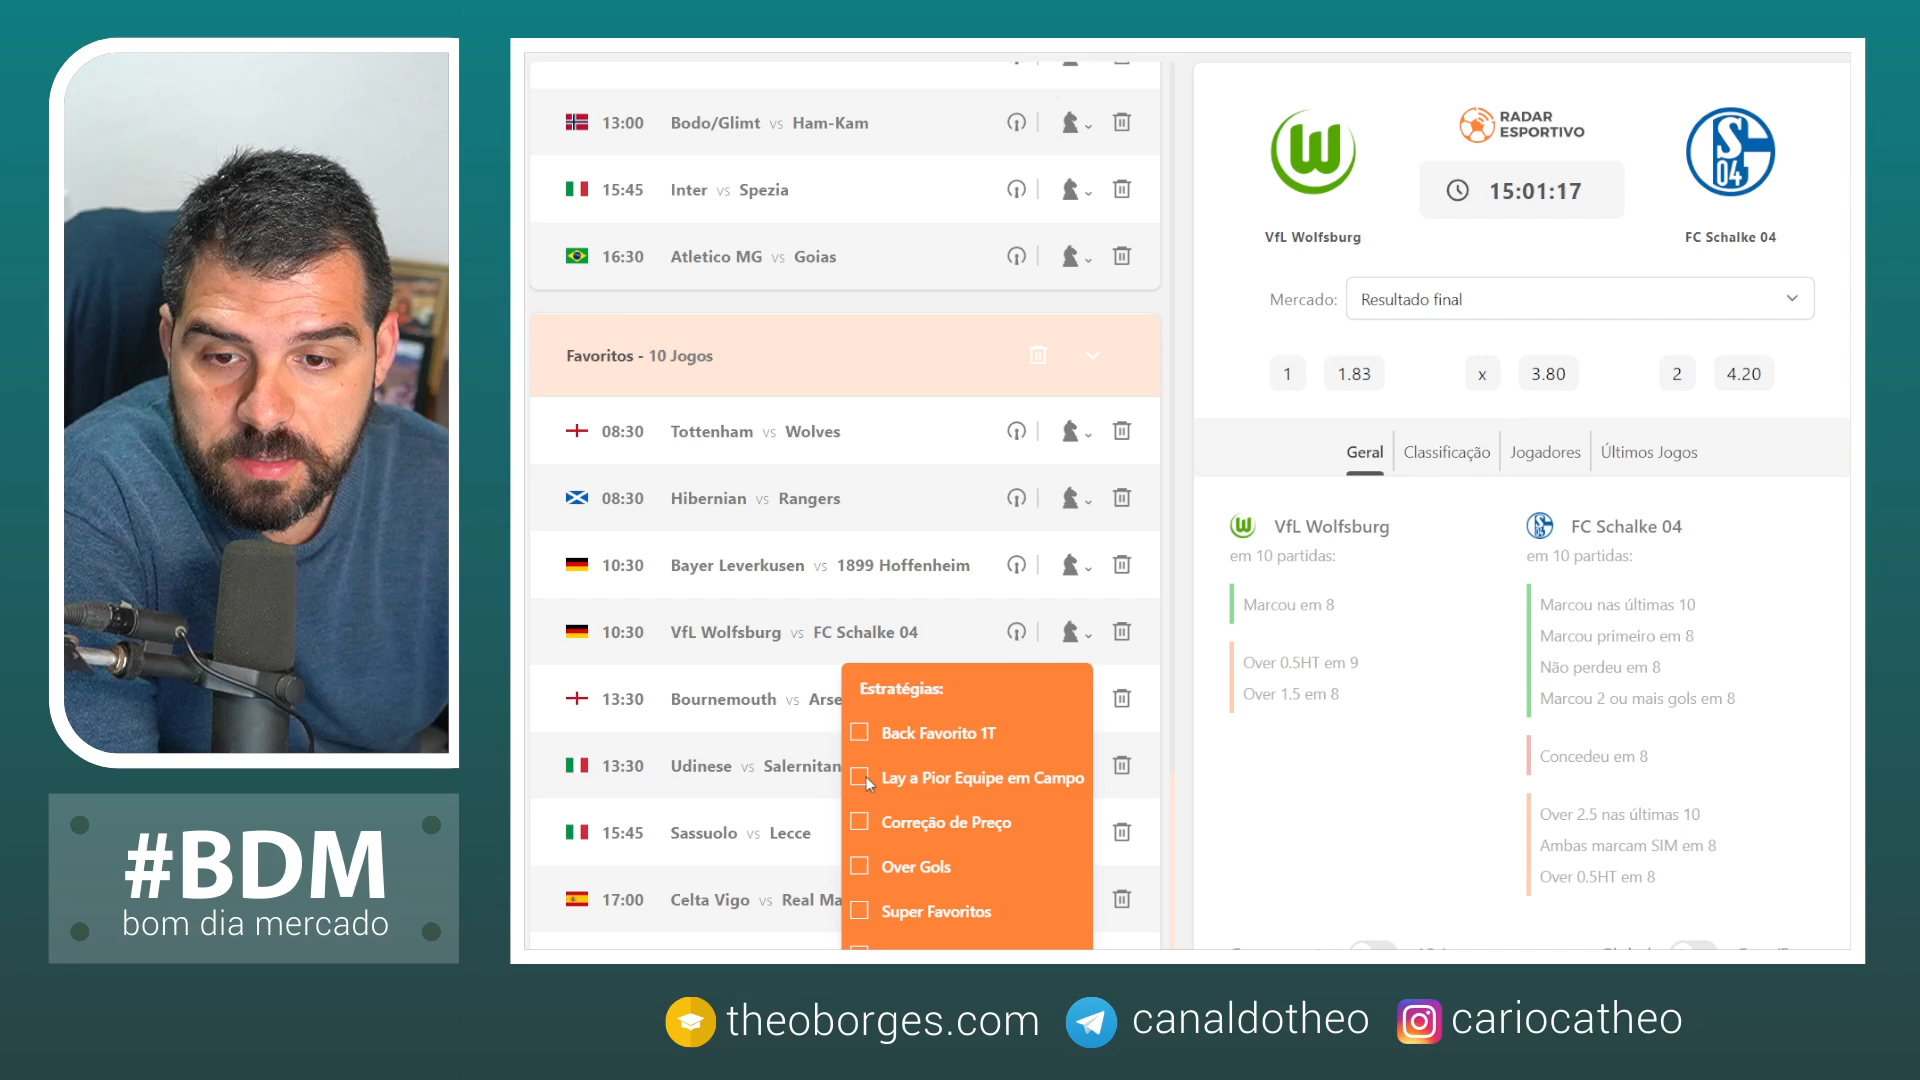 13:00 Bodo/Glimt vs Ham-Kam
15:45 Inter vs Spezia
16:30 Atletico MG vs Goias
Favoritos - 10 Jogos
08:30 Tottenham vs Wolves
08:30 Hibernian vs Rangers
10:30 Bayer Leverkusen vs 1899 Hoffenheim
10:30 VfL Wolfsburg vs FC Schalke 04
13:30 Bournemouth vs Arse
13:30 Udinese vs Salernitan
15:45 Sassuolo vs Lecce
17:00 Celta Vigo vs Real Ma
Estratégias:
Back Favorito 1T
Lay a Pior Equipe em Campo
Correção de Preço
Over Gols
Super Favoritos
W
RADAR
ESPORTIVO
S
04
15:01:17
VfL Wolfsburg
FC Schalke 04
Mercado: Resultado final
1 1.83 x 3.80 2 4.20
Geral Classificação Jogadores Últimos Jogos
VfL Wolfsburg
em 10 partidas:
Marcou em 8
Over 0.5HT em 9
Over 1.5 em 8
FC Schalke 04
em 10 partidas:
Marcou nas últimas 10
Marcou primeiro em 8
Não perdeu em 8
Marcou 2 ou mais gols em 8
Concedeu em 8
Over 2.5 nas últimas 10
Ambas marcam SIM em 8
Over 0.5HT em 8
#BDM
bom dia mercado
theoborges.com
canaldotheo
cariocatheo